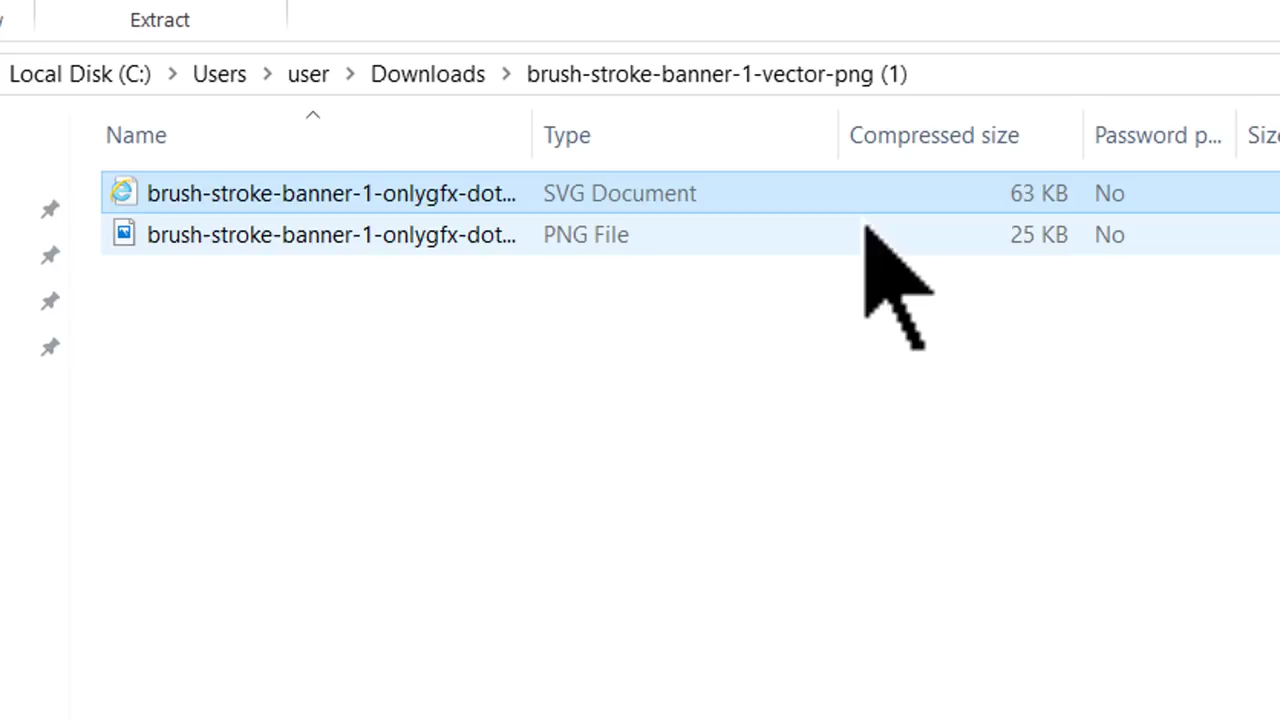 Extract
Local Disk (C:) > Users > user > Downloads > brush-stroke-banner-1-vector-png (1)
Name Type Compressed size Password p...
brush-stroke-banner-1-onlygfx-dot... SVG Document 63 KB No
brush-stroke-banner-1-onlygfx-dot... PNG File 25 KB No